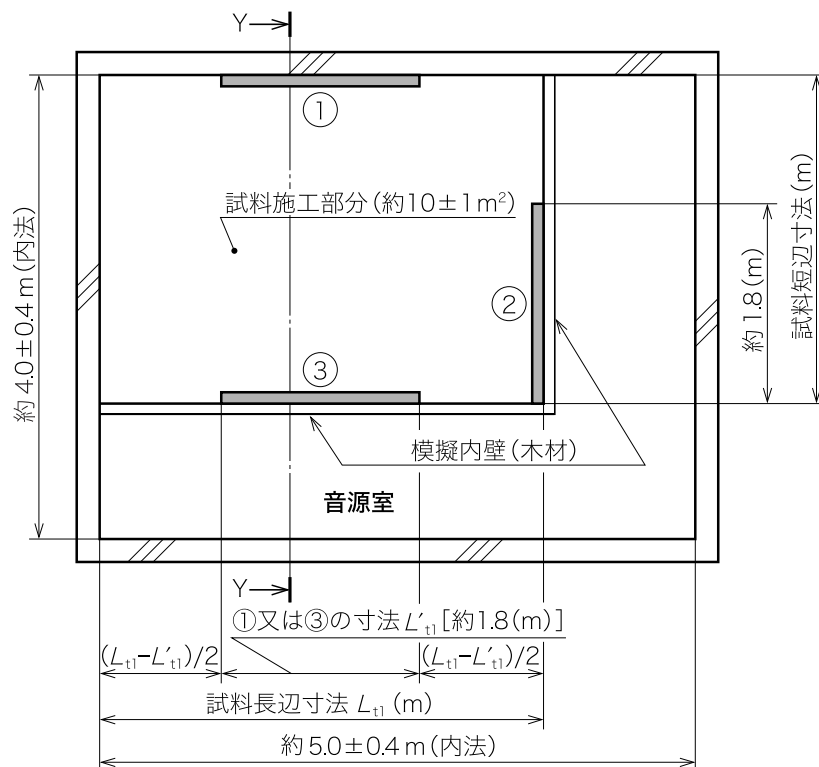 Y
①
試料施工部分(約10±1m²)
約4.0±0.4m(内法)
②
約1.8(m)
試料短辺寸法(m)
③
模擬内壁(木材)
音源室
Y
①又は③の寸法 L′t1[約1.8(m)]
(Lt1−L′t1)/2
(Lt1−L′t1)/2
試料長辺寸法 Lt1(m)
約5.0±0.4m(内法)